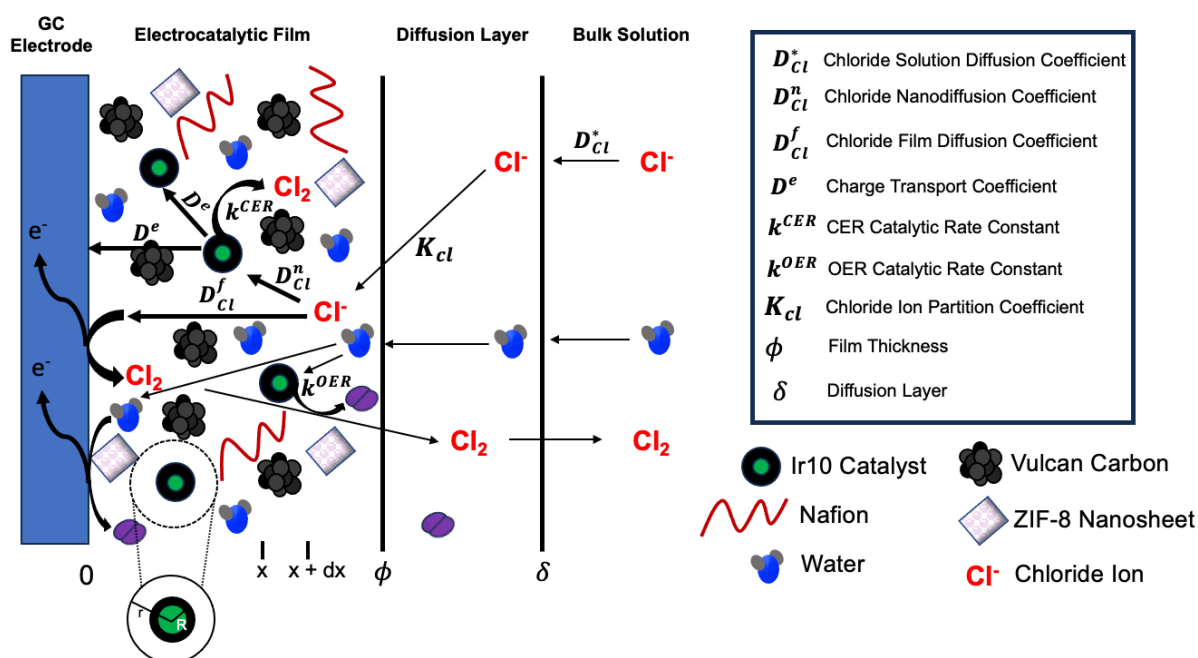 GC
Electrode
Electrocatalytic Film
Diffusion Layer
Bulk Solution
D*Cl
Cl-
Cl-
Cl2
De
kCER
e-
De
Kcl
DnCl
DfCl
Cl-
e-
Cl2
kOER
Cl2
Cl2
0
x
x + dx
ϕ
δ
r
R
D*Cl Chloride Solution Diffusion Coefficient
DnCl Chloride Nanodiffusion Coefficient
DfCl Chloride Film Diffusion Coefficient
De Charge Transport Coefficient
kCER CER Catalytic Rate Constant
kOER OER Catalytic Rate Constant
Kcl Chloride Ion Partition Coefficient
ϕ Film Thickness
δ Diffusion Layer
Ir10 Catalyst
Vulcan Carbon
Nafion
ZIF-8 Nanosheet
Water
Cl- Chloride Ion